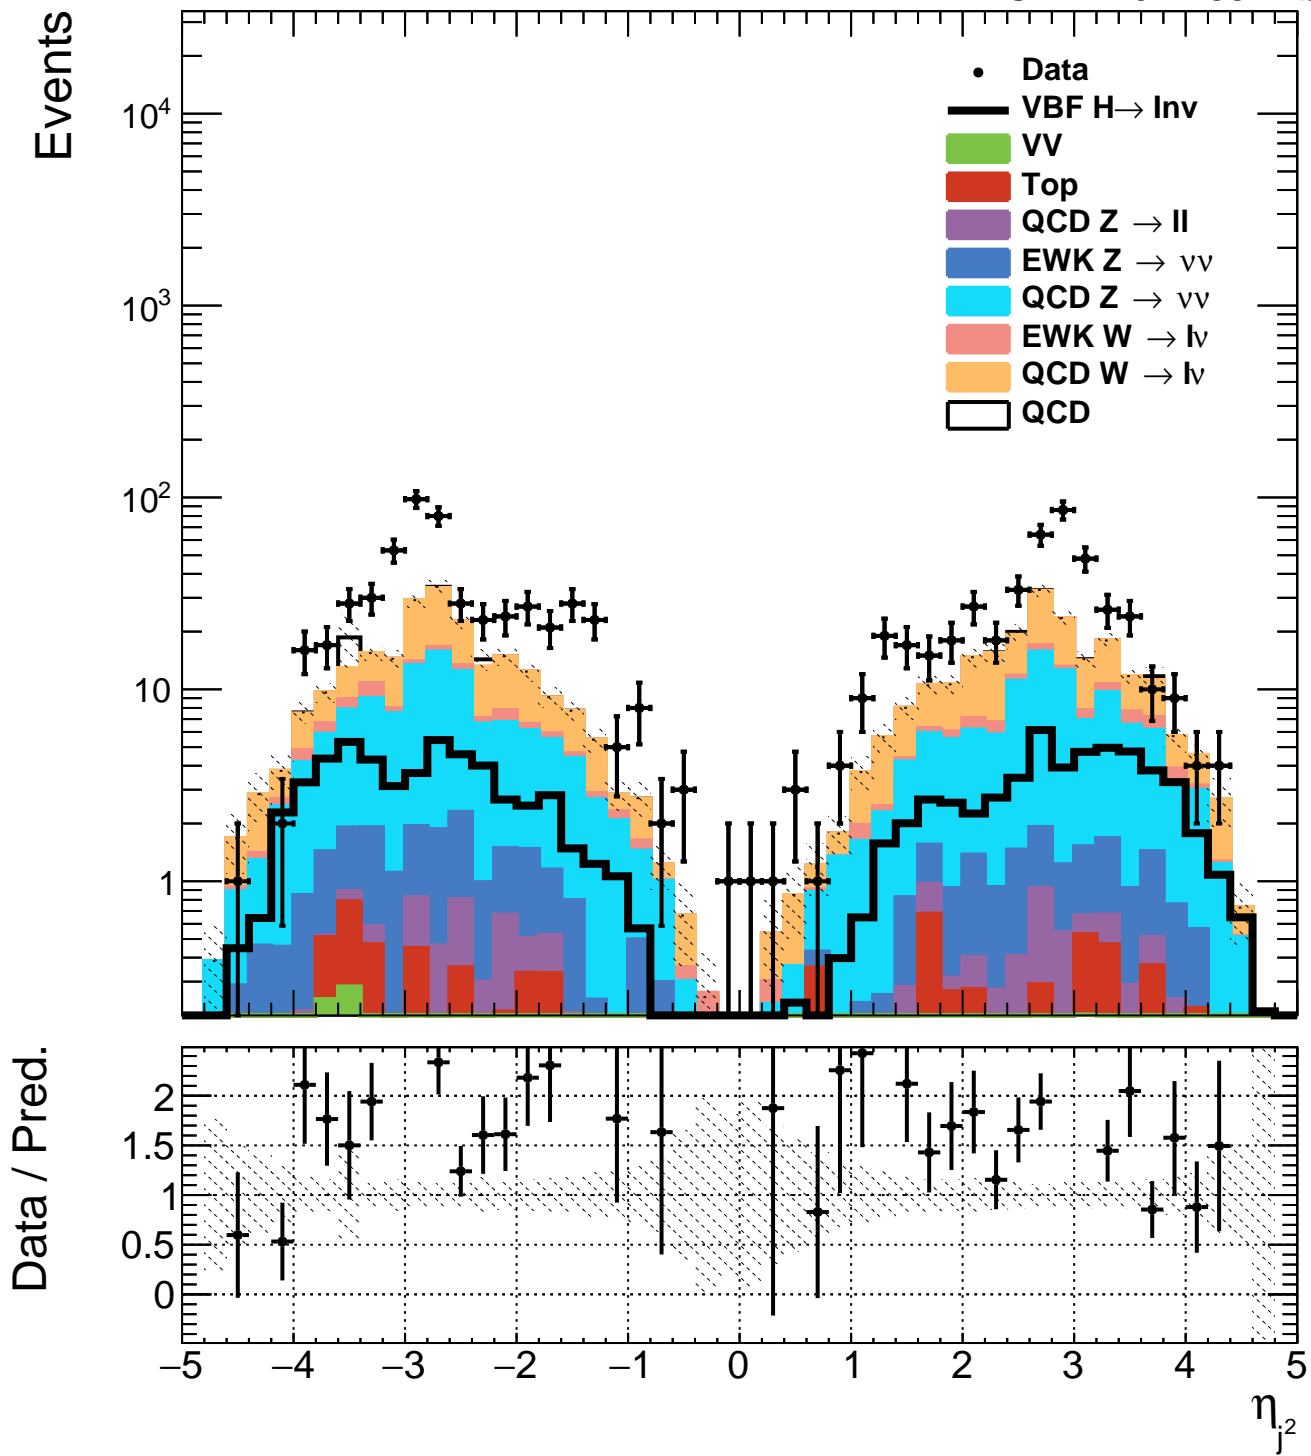 Events
10^4
10^3
10^2
10
1
Data
VBF H→ Inv
VV
Top
QCD Z → ll
EWK Z → νν
QCD Z → νν
EWK W → lν
QCD W → lν
QCD
Data / Pred.
2
1.5
1
0.5
0
−5 −4 −3 −2 −1 0 1 2 3 4 5
η_j^2